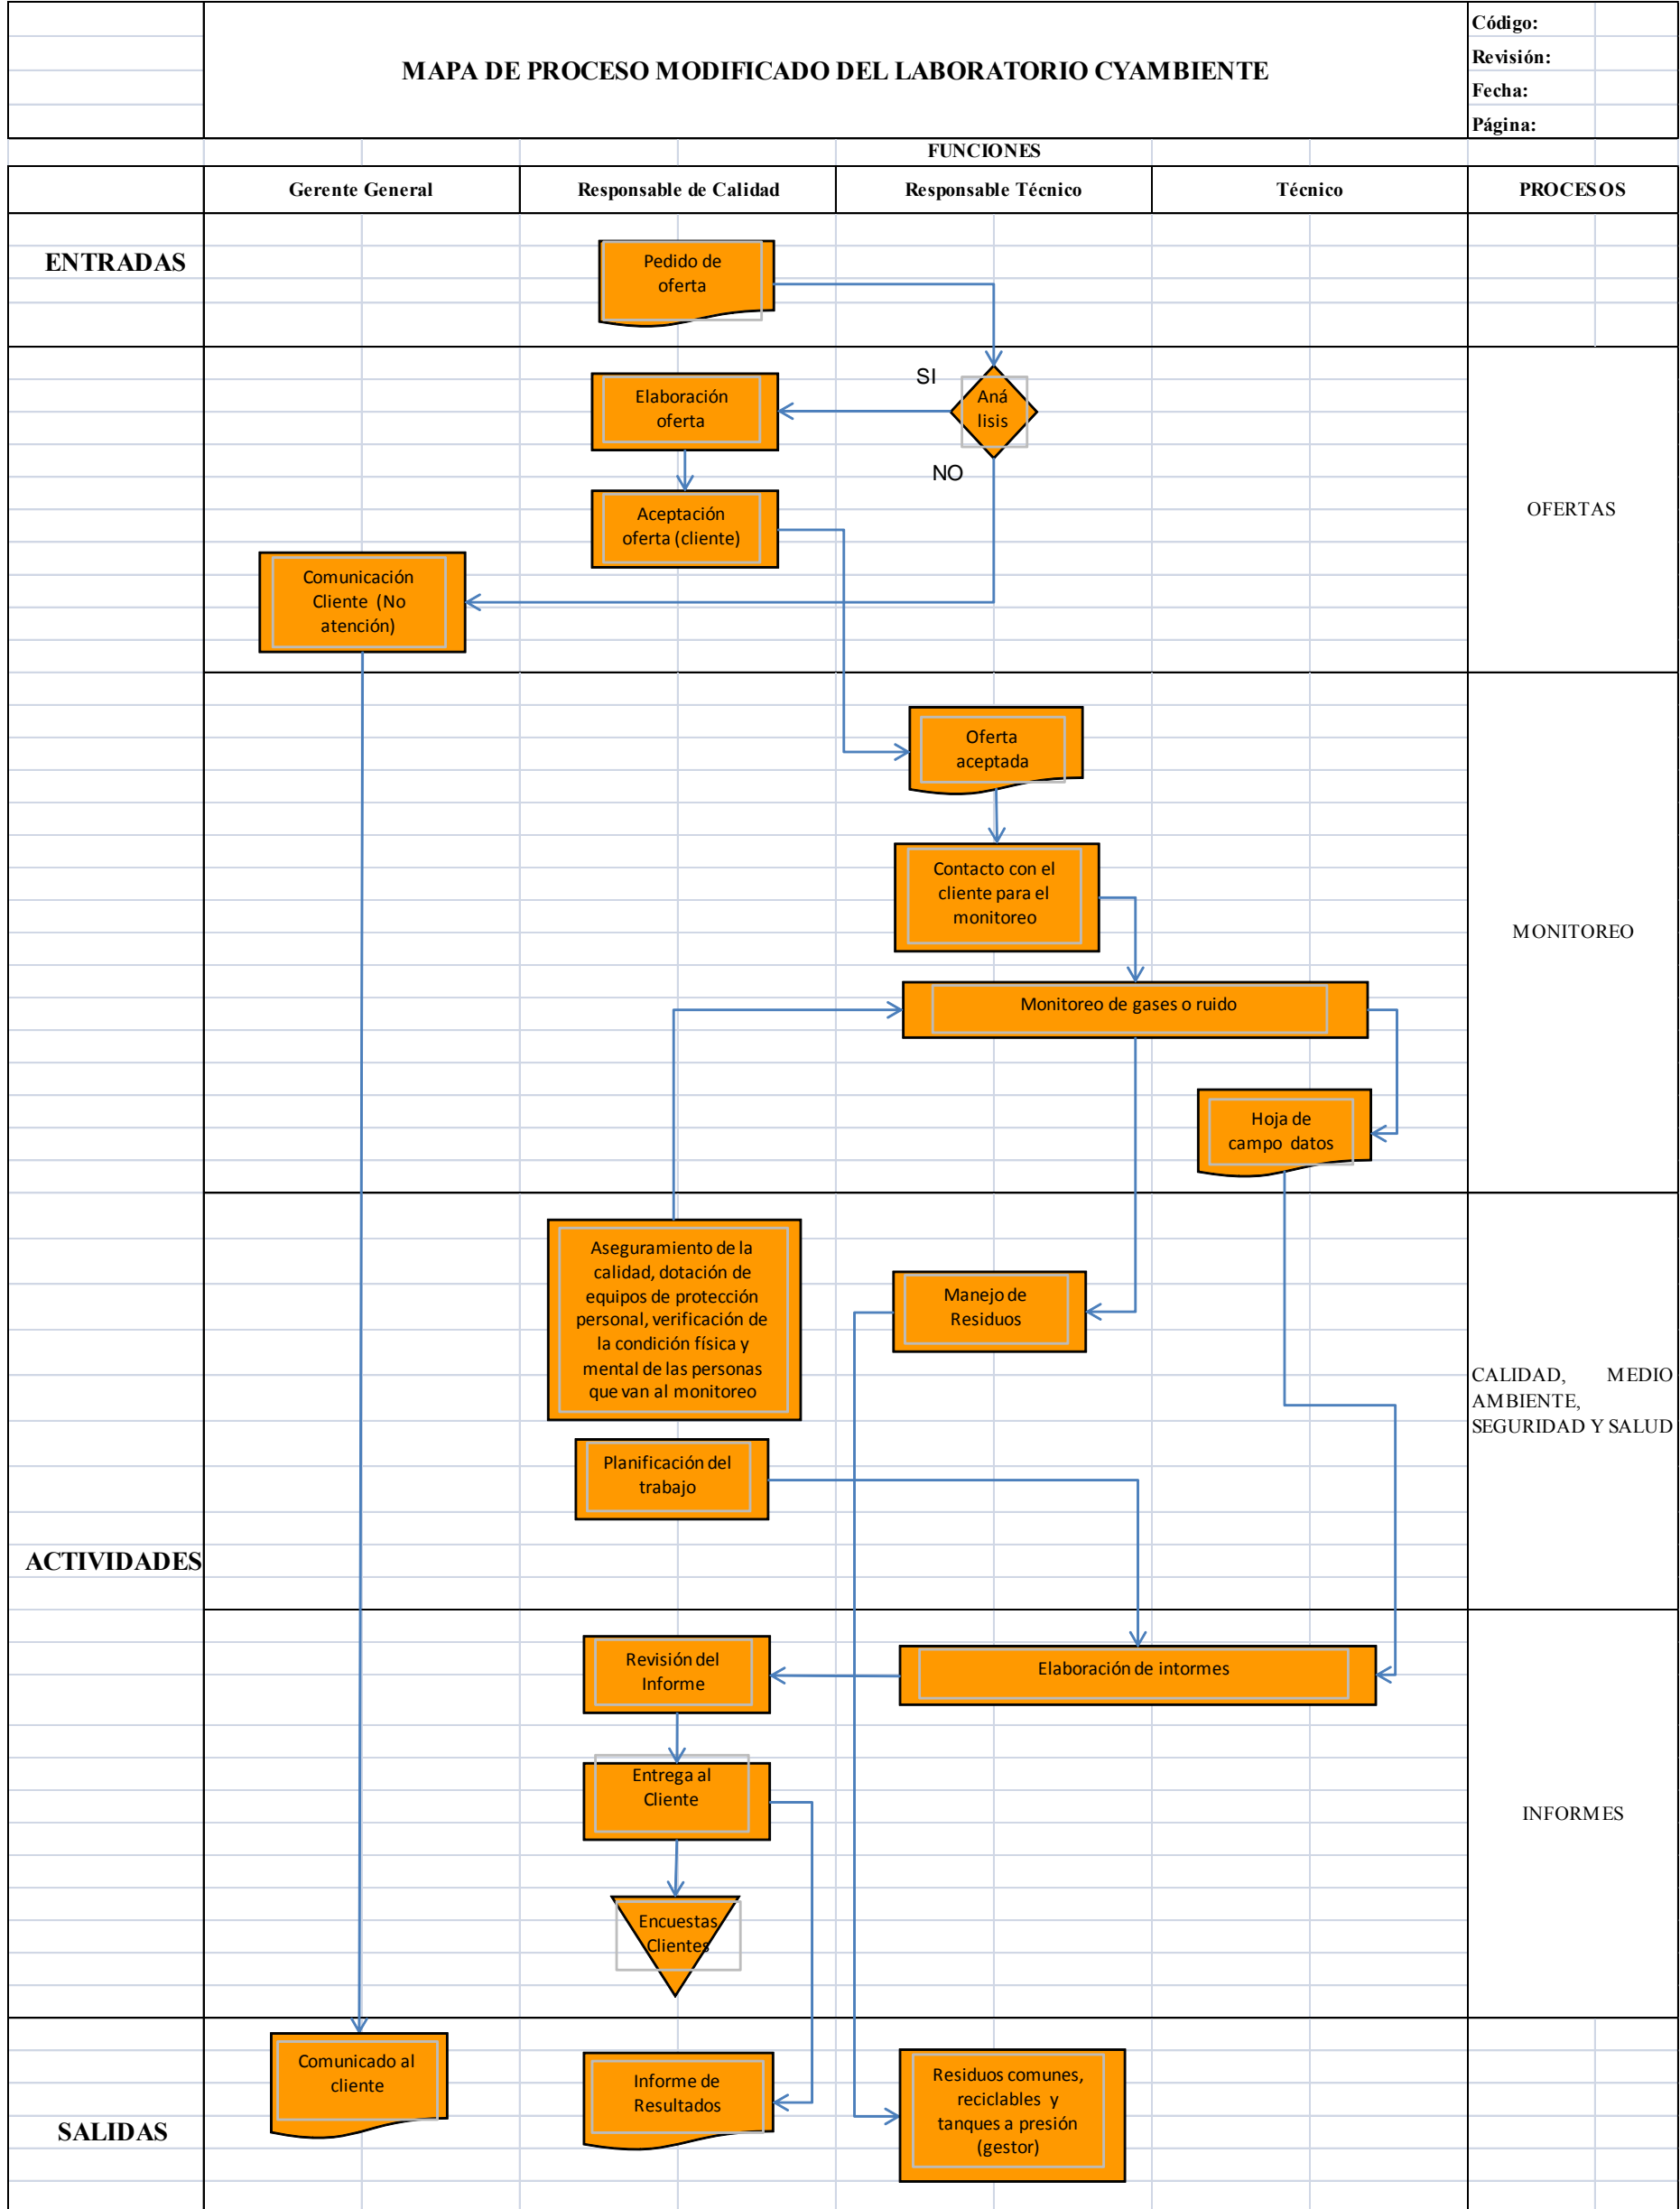 Código:
MAPA DE PROCESO MODIFICADO DEL LABORATORIO CYAMBIENTE
Revisión:
Fecha:
Página:
FUNCIONES
Gerente General
Responsable de Calidad
Responsable Técnico
Técnico
PROCESOS
ENTRADAS
Pedido de
oferta
SI
Elaboración
oferta
Aná
lisis
NO
Aceptación
oferta (cliente)
OFERTAS
Comunicación
Cliente (No
atención)
Oferta
aceptada
Contacto con el
cliente para el
monitoreo
MONITOREO
Monitoreo de gases o ruido
Hoja de
campo datos
Aseguramiento de la
calidad, dotación de
equipos de protección
personal, verificación de
la condición física y
mental de las personas
que van al monitoreo
Manejo de
Residuos
CALIDAD, MEDIO
AMBIENTE,
SEGURIDAD Y SALUD
Planificación del
trabajo
ACTIVIDADES
Revisión del
Informe
Elaboración de intormes
Entrega al
Cliente
INFORMES
Encuestas
Clientes
Comunicado al
cliente
Informe de
Resultados
Residuos comunes,
reciclables y
tanques a presión
(gestor)
SALIDAS